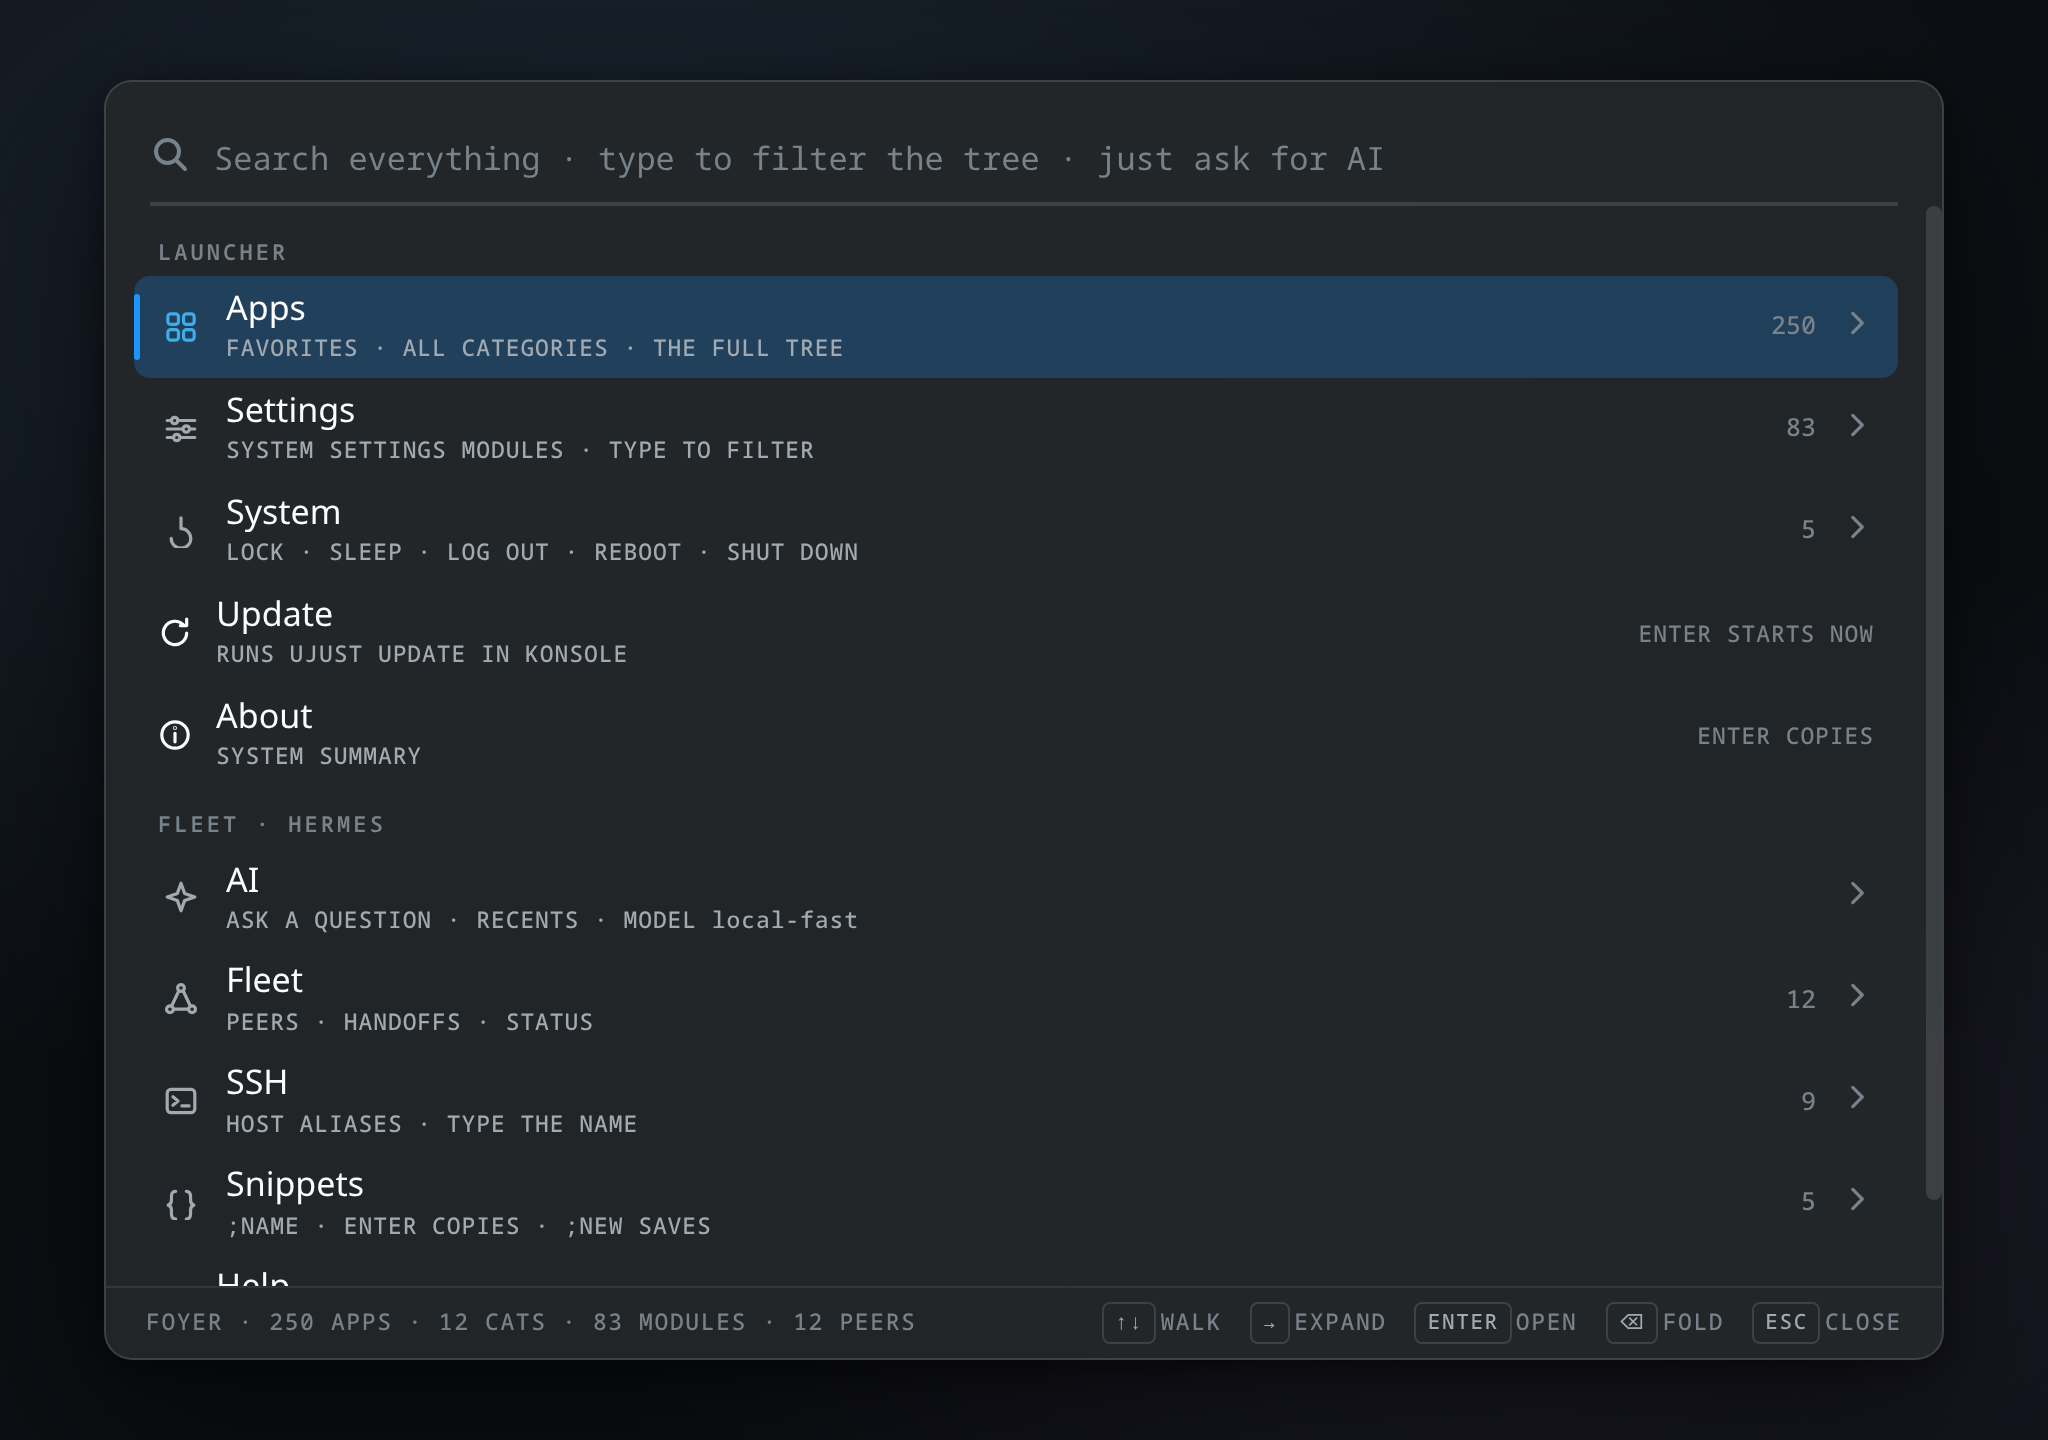 Search everything · type to filter the tree · just ask for AI
LAUNCHER
Apps
250
FAVORITES · ALL CATEGORIES · THE FULL TREE
Settings
83
SYSTEM SETTINGS MODULES · TYPE TO FILTER
System
5
LOCK · SLEEP · LOG OUT · REBOOT · SHUT DOWN
Update
ENTER STARTS NOW
RUNS UJUST UPDATE IN KONSOLE
About
ENTER COPIES
SYSTEM SUMMARY
FLEET · HERMES
AI
ASK A QUESTION · RECENTS · MODEL local-fast
Fleet
12
PEERS · HANDOFFS · STATUS
SSH
9
HOST ALIASES · TYPE THE NAME
Snippets
5
;NAME · ENTER COPIES · ;NEW SAVES
Help
FOYER · 250 APPS · 12 CATS · 83 MODULES · 12 PEERS
↑↓ WALK → EXPAND ENTER OPEN ⌫ FOLD ESC CLOSE